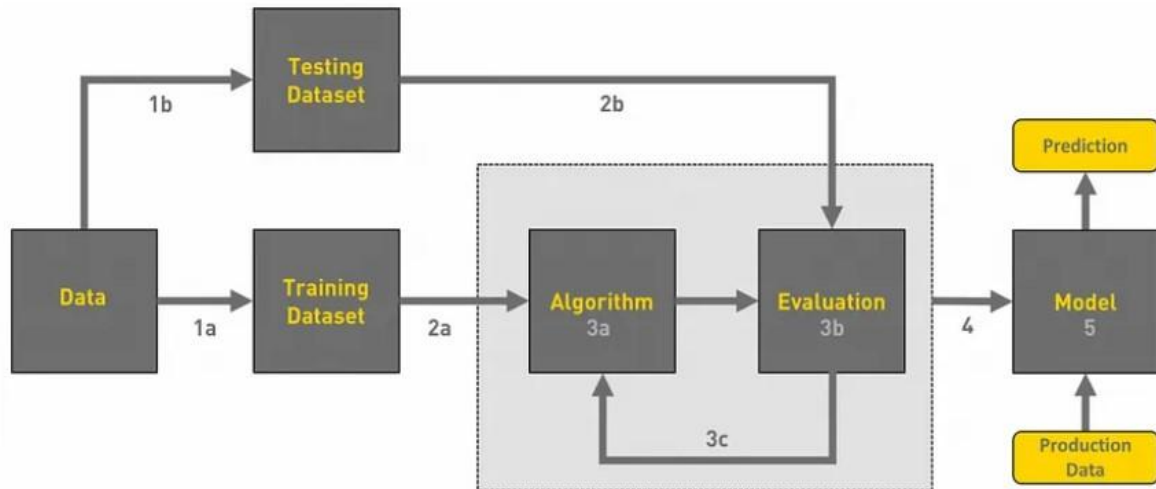 Testing
Dataset
1b
2b
Prediction
Data
1a
Training
Dataset
2a
Algorithm
3a
Evaluation
3b
4
Model
5
3c
Production
Data